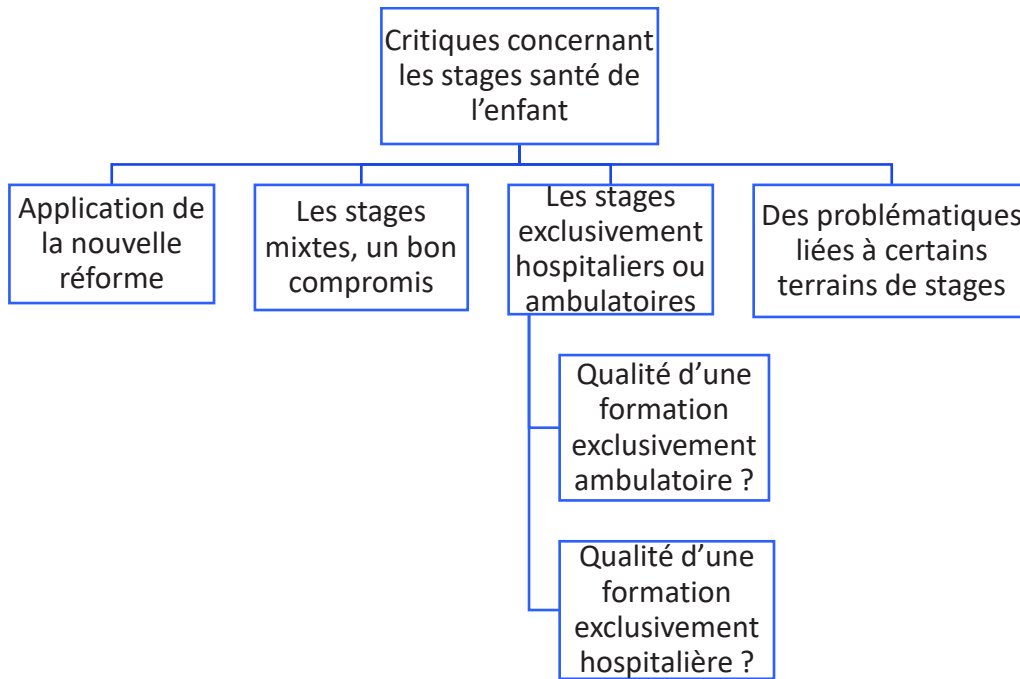 Critiques concernant
les stages santé de
l’enfant
Application de
la nouvelle
réforme
Les stages
mixtes, un bon
compromis
Les stages
exclusivement
hospitaliers ou
ambulatoires
Des problématiques
liées à certains
terrains de stages
Qualité d’une
formation
exclusivement
ambulatoire ?
Qualité d’une
formation
exclusivement
hospitalière ?